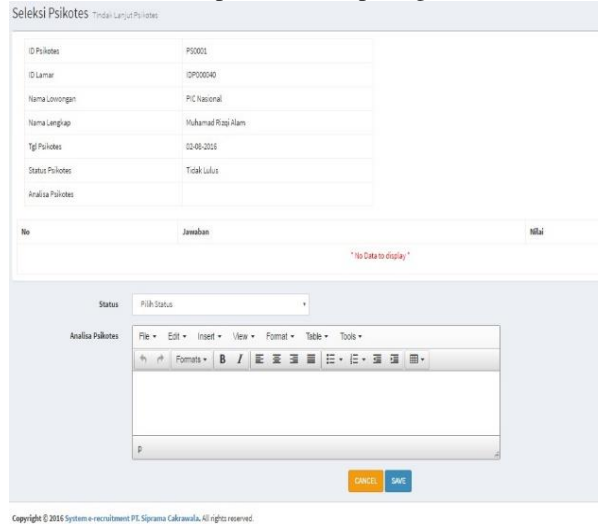 Seleksi Psikotes Tindak Lanjut Psikotes
ID Psikotes PS0001
ID Lamar IDP000040
Nama Lowongan PIC Nasional
Nama Lengkap Muhamad Rizqi Alam
Tgl Psikotes 02-08-2016
Status Psikotes Tidak Lulus
Analisa Psikotes
No Jawaban Nilai
* No Data to display *
Status Pilih Status
Analisa Psikotes File Edit Insert View Format Table Tools
Formats B I
p
CANCEL SAVE
Copyright © 2016 System e-recruitment PT. Siprama Cakrawala. All rights reserved.